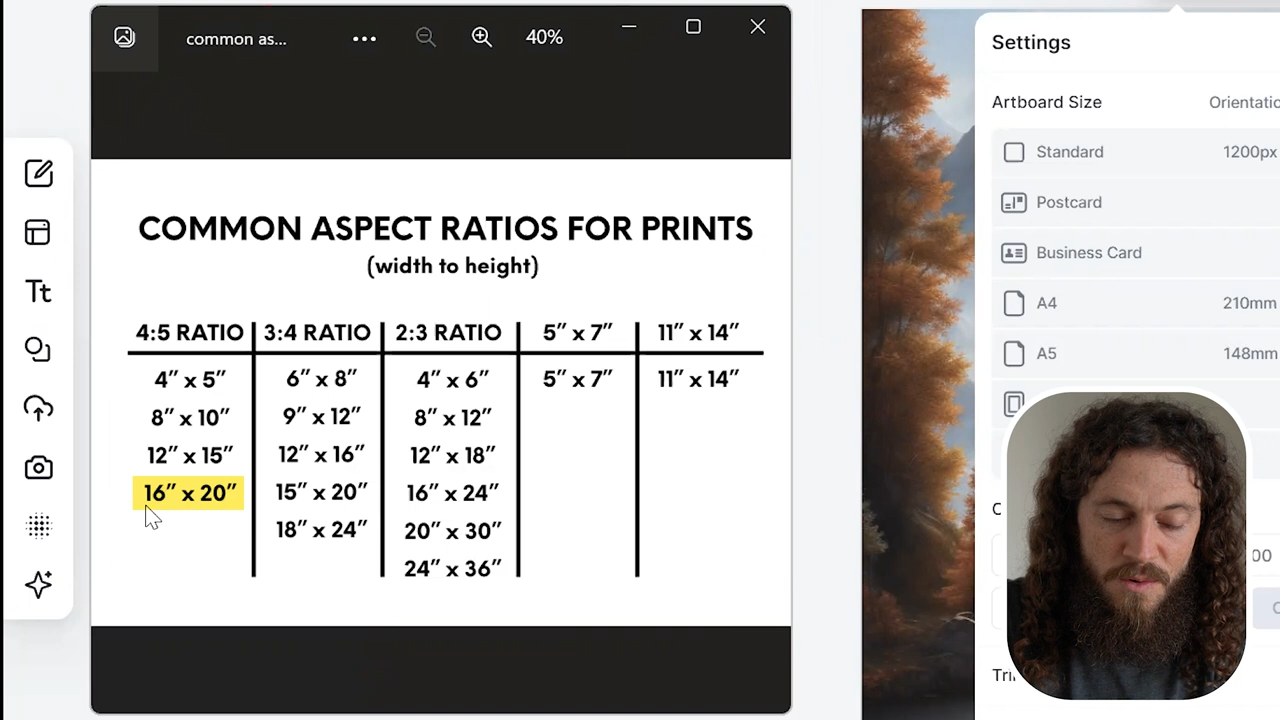 common as...
40%
COMMON ASPECT RATIOS FOR PRINTS
(width to height)
4:5 RATIO 3:4 RATIO 2:3 RATIO 5” x 7” 11” x 14”
4” x 5” 6” x 8” 4” x 6” 5” x 7” 11” x 14”
8” x 10” 9” x 12” 8” x 12”
12” x 15” 12” x 16” 12” x 18”
16” x 20” 15” x 20” 16” x 24”
18” x 24” 20” x 30”
24” x 36”
Tt
Settings
Artboard Size Orientatio
Standard 1200px
Postcard
Business Card
A4 210mm
A5 148mm
00